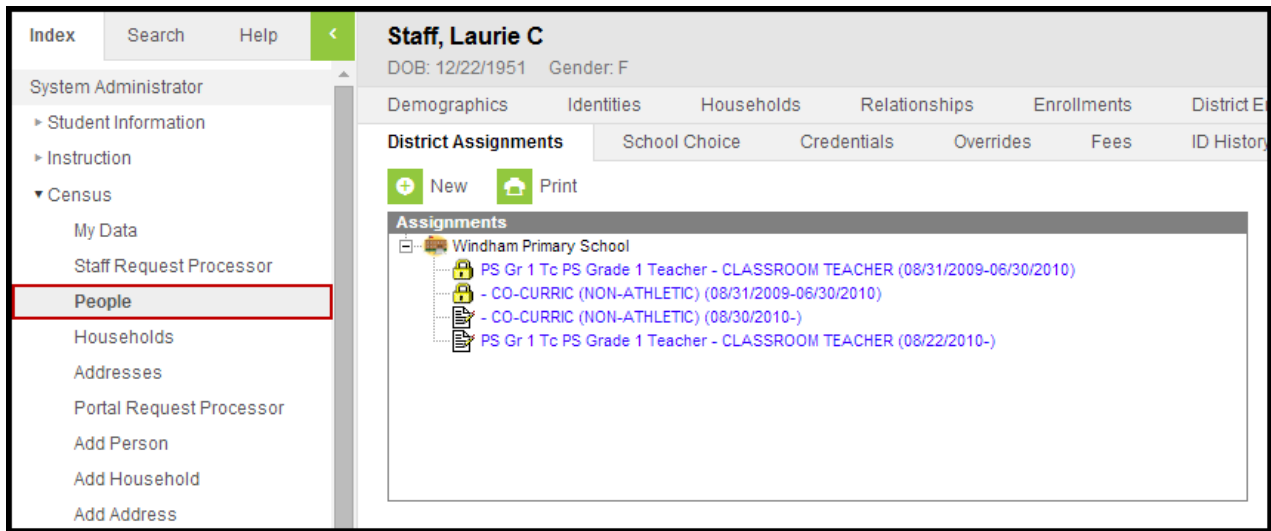 Index Search Help
System Administrator
Student Information
Instruction
Census
My Data
Staff Request Processor
People
Households
Addresses
Portal Request Processor
Add Person
Add Household
Add Address
Staff, Laurie C
DOB: 12/22/1951 Gender: F
Demographics Identities Households Relationships Enrollments District E
District Assignments School Choice Credentials Overrides Fees ID History
New Print
Assignments
Windham Primary School
PS Gr 1 Tc PS Grade 1 Teacher - CLASSROOM TEACHER (08/31/2009-06/30/2010)
- CO-CURRIC (NON-ATHLETIC) (08/31/2009-06/30/2010)
- CO-CURRIC (NON-ATHLETIC) (08/30/2010-)
PS Gr 1 Tc PS Grade 1 Teacher - CLASSROOM TEACHER (08/22/2010-)